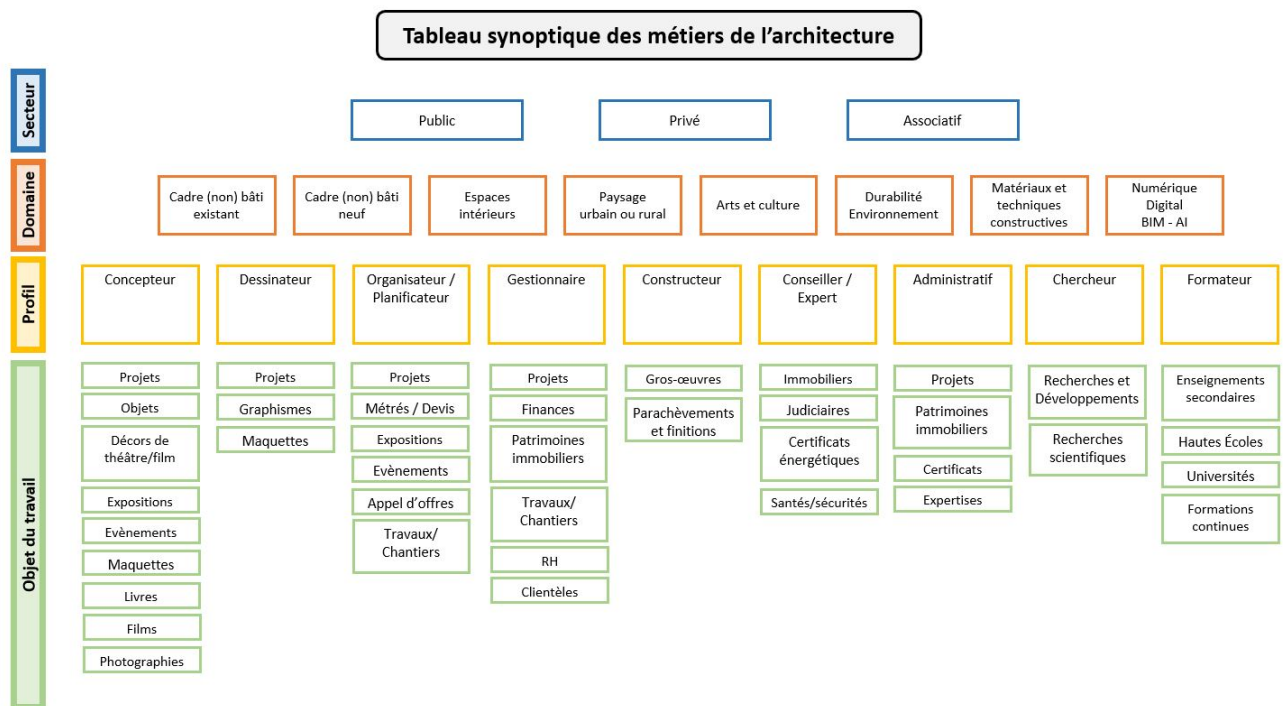 Tableau synoptique des métiers de l’architecture
Secteur
Public
Privé
Associatif
Domaine
Cadre (non) bâti
existant
Cadre (non) bâti
neuf
Espaces
intérieurs
Paysage
urbain ou rural
Arts et culture
Durabilité
Environnement
Matériaux et
techniques
constructives
Numérique
Digital
BIM - AI
Profil
Concepteur
Dessinateur
Organisateur /
Planificateur
Gestionnaire
Constructeur
Conseiller /
Expert
Administratif
Chercheur
Formateur
Objet du travail
Projets
Objets
Décors de
théâtre/film
Expositions
Evènements
Maquettes
Livres
Films
Photographies
Projets
Graphismes
Maquettes
Projets
Métrés / Devis
Expositions
Evènements
Appel d’offres
Travaux/
Chantiers
Projets
Finances
Patrimoines
immobiliers
Travaux/
Chantiers
RH
Clientèles
Gros-œuvres
Parachèvements
et finitions
Immobiliers
Judiciaires
Certificats
énergétiques
Santés/sécurités
Projets
Patrimoines
immobiliers
Certificats
Expertises
Recherches et
Développements
Recherches
scientifiques
Enseignements
secondaires
Hautes Écoles
Universités
Formations
continues